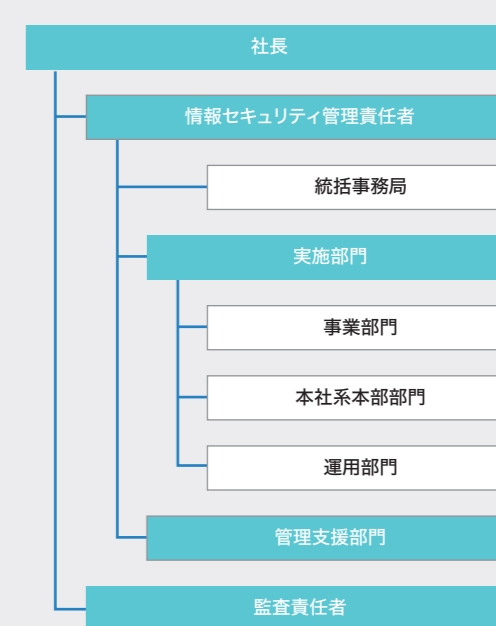 社長
情報セキュリティ管理責任者
統括事務局
実施部門
事業部門
本社系本部部門
運用部門
管理支援部門
監査責任者